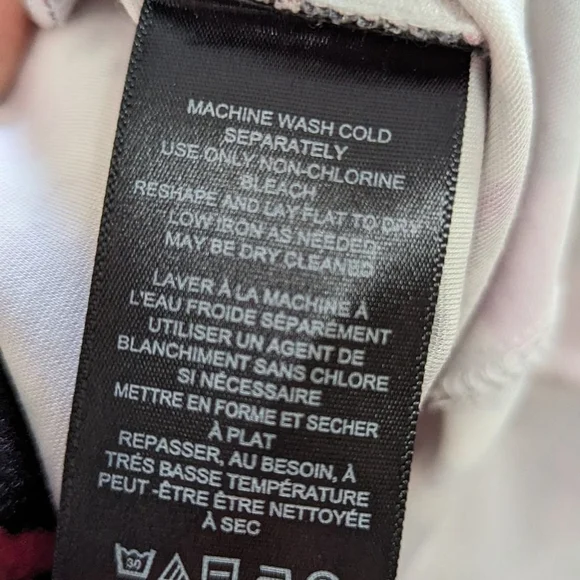 MACHINE WASH COLD
SEPARATELY
USE ONLY NON-CHLORINE
BLEACH
RESHAPE AND LAY FLAT TO DRY
LOW IRON AS NEEDED
MAY BE DRY CLEANED
LAVER À LA MACHINE À
L'EAU FROIDE SÉPARÉMENT
UTILISER UN AGENT DE
BLANCHIMENT SANS CHLORE
SI NÉCESSAIRE
METTRE EN FORME ET SECHER
À PLAT
REPASSER, AU BESOIN, À
TRÉS BASSE TEMPÉRATURE
PEUT -ÊTRE ÊTRE NETTOYÉE
À SEC
30